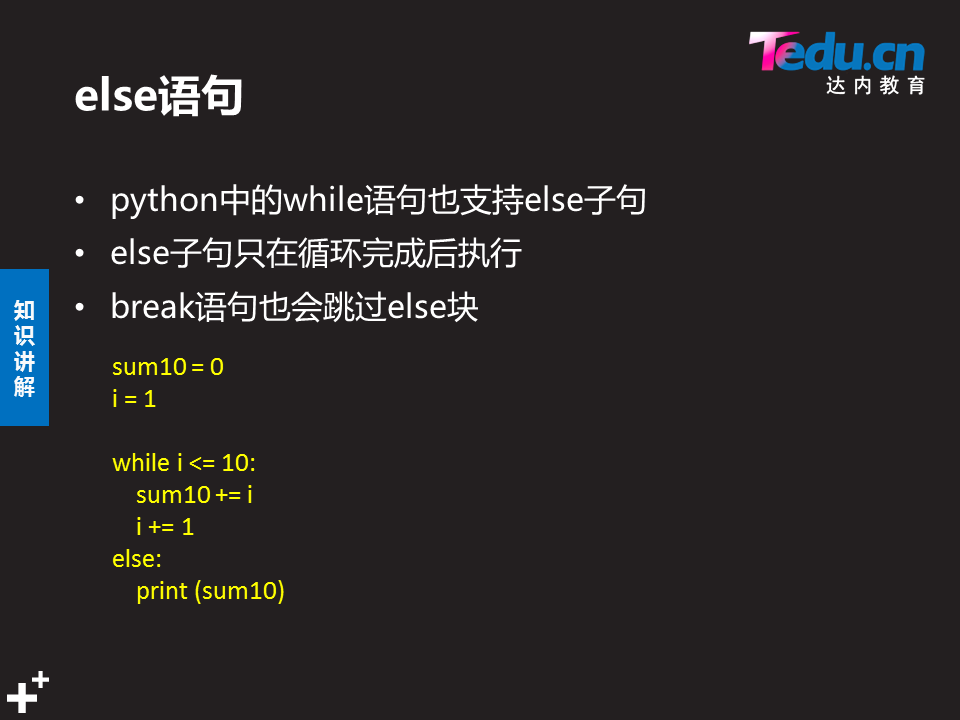 Tedu.cn
达内教育
else语句
• python中的while语句也支持else子句
• else子句只在循环完成后执行
• break语句也会跳过else块
知识讲解
sum10 = 0
i = 1
while i <= 10:
    sum10 += i
    i += 1
else:
    print (sum10)